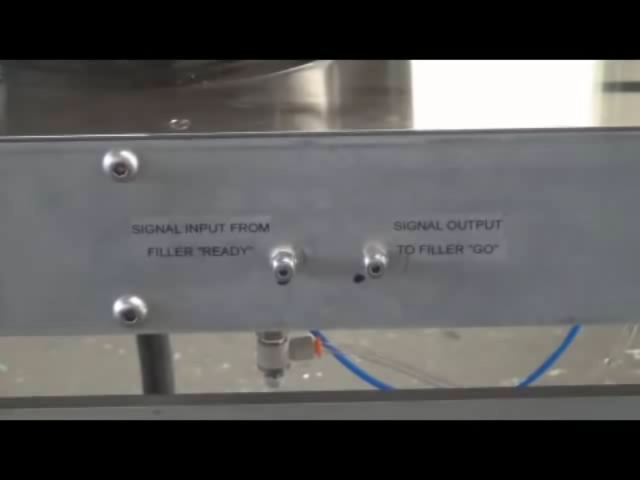 SIGNAL INPUT FROM
FILLER "READY"
SIGNAL OUTPUT
TO FILLER "GO"